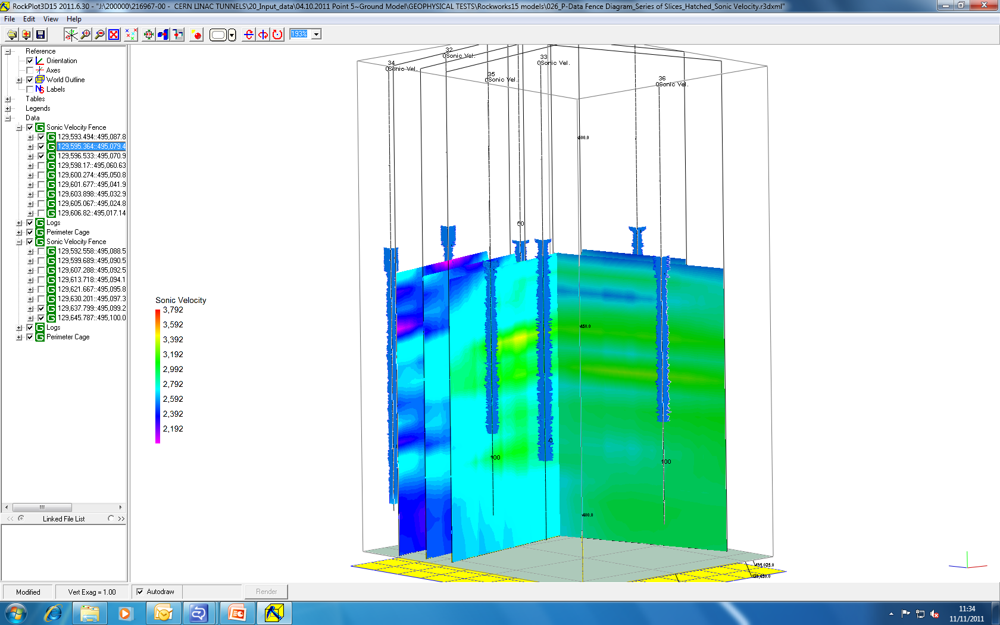 RockPlot3D15 2011.6.30 - "J:\200000\216967-00 - CERN LINAC TUNNELS\20_Input_data\04.10.2011 Point 5~Ground Model\GEOPHYSICAL TESTS\Rockworks15 models\026_P-Data Fence Diagram_Series of Slices_Hatched_Sonic Velocity.r3dxml"
File Edit View Help
193%
Reference
Orientation
Axes
World Outline
Labels
Tables
Legends
Data
Sonic Velocity Fence
129,593.494::495,087.8
129,595.364::495,079.4
129,596.533::495,070.9
129,598.17::495,060.63
129,600.274::495,050.8
129,601.677::495,041.9
129,603.898::495,032.9
129,605.067::495,024.8
129,606.82::495,017.14
Logs
Perimeter Cage
Sonic Velocity Fence
129,592.558::495,088.5
129,599.689::495,090.5
129,607.288::495,092.5
129,613.718::495,094.1
129,621.667::495,095.8
129,630.201::495,097.3
129,637.799::495,099.2
129,645.787::495,100.0
Logs
Perimeter Cage
<< Linked File List >>
32
0Sonic Vel.
33
0Sonic Vel.
34
0Sonic Vel.
35
0Sonic Vel.
36
0Sonic Vel.
500.0
50
450.0
Sonic Velocity
3,792
3,592
3,392
3,192
2,992
2,792
2,592
2,392
2,192
0
100
100
400.0
495,025.0
129,650.0
Modified
Vert Exag = 1.00
Autodraw
Render
11:34
11/11/2011